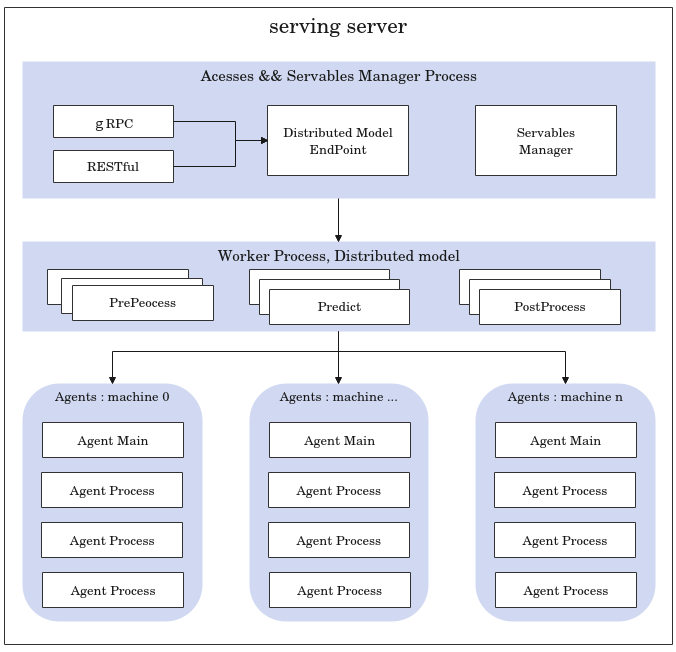 serving server
Acesses && Servables Manager Process
gRPC
RESTful
Distributed Model
EndPoint
Servables
Manager
Worker Process, Distributed model
PrePeocess
Predict
PostProcess
Agents : machine 0
Agent Main
Agent Process
Agent Process
Agent Process
Agents : machine ...
Agent Main
Agent Process
Agent Process
Agent Process
Agents : machine n
Agent Main
Agent Process
Agent Process
Agent Process